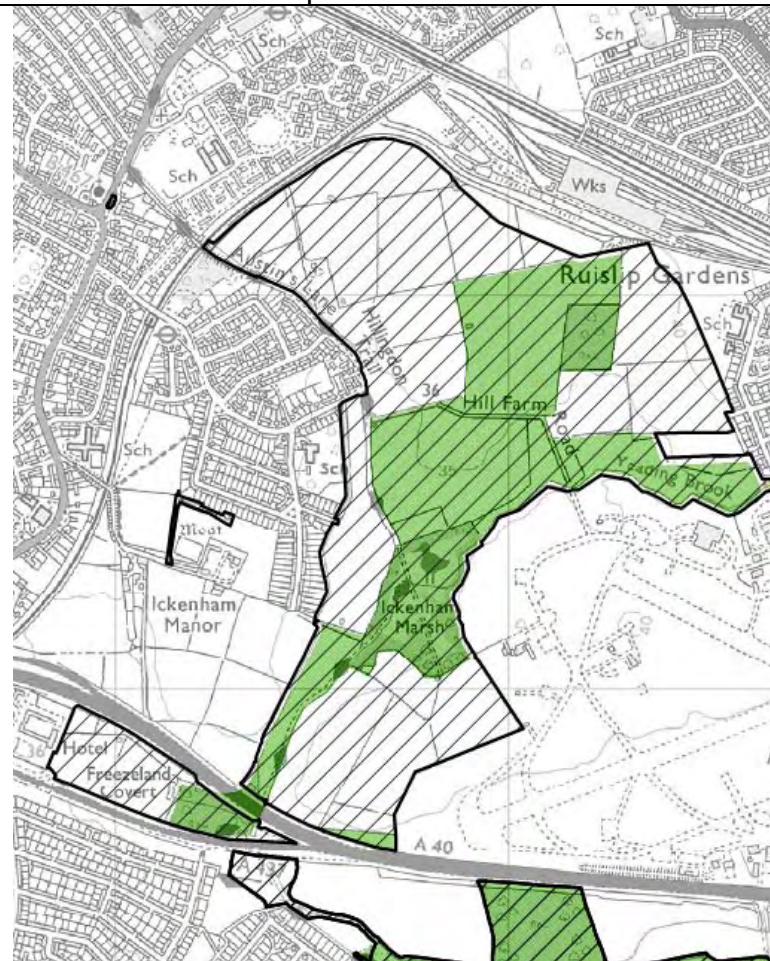 Sch
Sch
Sch
Wks
Austin's Lane
Ruislip Gardens
Hillingdon
Trail
Sch
36
Hill Farm
Road
Sch
Sch
35
Yeading Brook
Moat
Ickenham
Manor
Ickenham
Marsh
40
36
Hotel
Freezeland
Covert
A 40